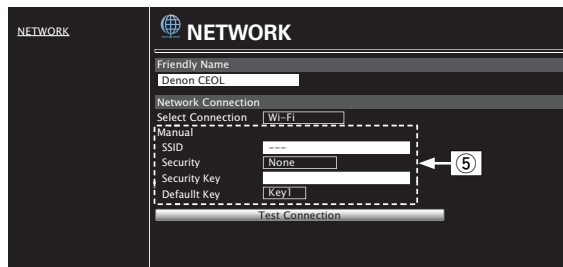 NETWORK
NETWORK
Friendly Name
Denon CEOL
Network Connection
Select Connection Wi-Fi
Manual
SSID ---
Security None
Security Key
Defaullt Key Key1
Test Connection
⑤